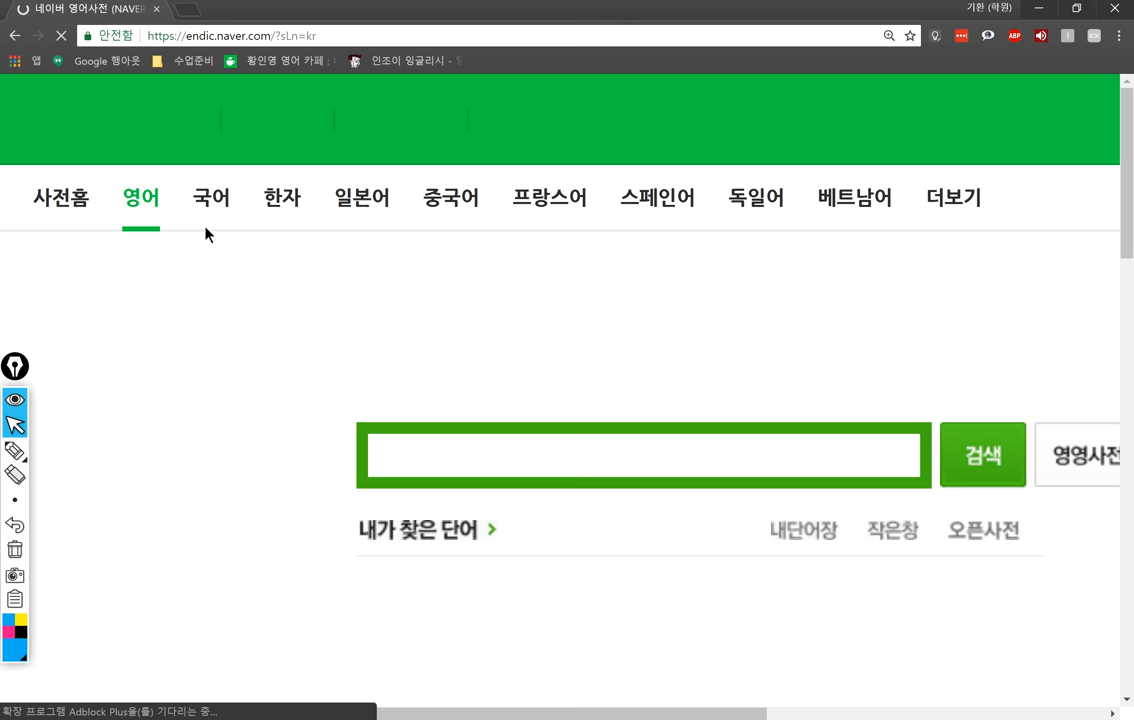 네이버 영어사전 (NAVER
기환 (학원)
안전함 https://endic.naver.com/?sLn=kr
ABP
앱 Google 행아웃 수업준비 황인영 영어 카페 : 인조이 잉글리시 -
사전홈 영어 국어 한자 일본어 중국어 프랑스어 스페인어 독일어 베트남어 더보기
검색 영영사전
내가 찾은 단어 내단어장 작은창 오픈사전
확장 프로그램 Adblock Plus을(를) 기다리는 중...